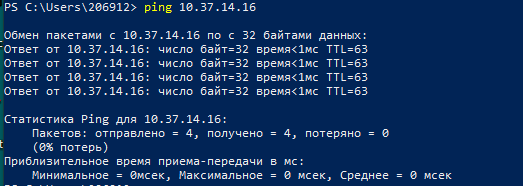 PS C:\Users\206912> ping 10.37.14.16
Обмен пакетами с 10.37.14.16 по с 32 байтами данных:
Ответ от 10.37.14.16: число байт=32 время<1мс TTL=63
Ответ от 10.37.14.16: число байт=32 время<1мс TTL=63
Ответ от 10.37.14.16: число байт=32 время<1мс TTL=63
Ответ от 10.37.14.16: число байт=32 время<1мс TTL=63
Статистика Ping для 10.37.14.16:
Пакетов: отправлено = 4, получено = 4, потеряно = 0
(0% потерь)
Приблизительное время приема-передачи в мс:
Минимальное = 0мсек, Максимальное = 0 мсек, Среднее = 0 мсек